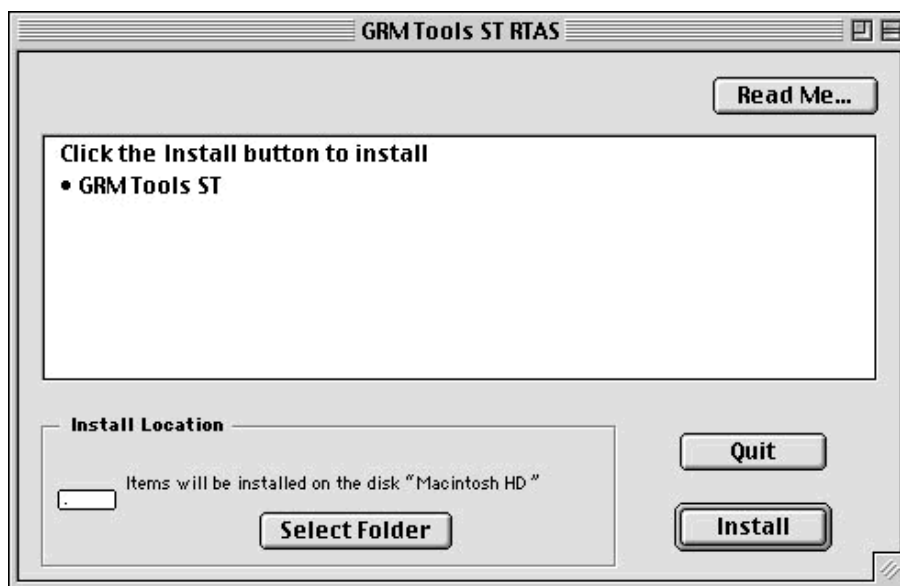 GRM Tools ST RTAS
Read Me...
Click the Install button to install
• GRM Tools ST
Install Location
Items will be installed on the disk “Macintosh HD”
Select Folder
Quit
Install